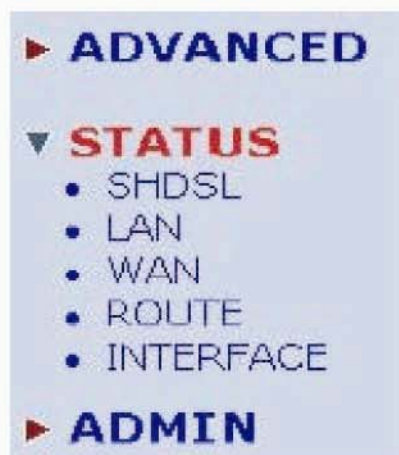 ADVANCED
STATUS
SHDSL
LAN
WAN
ROUTE
INTERFACE
ADMIN